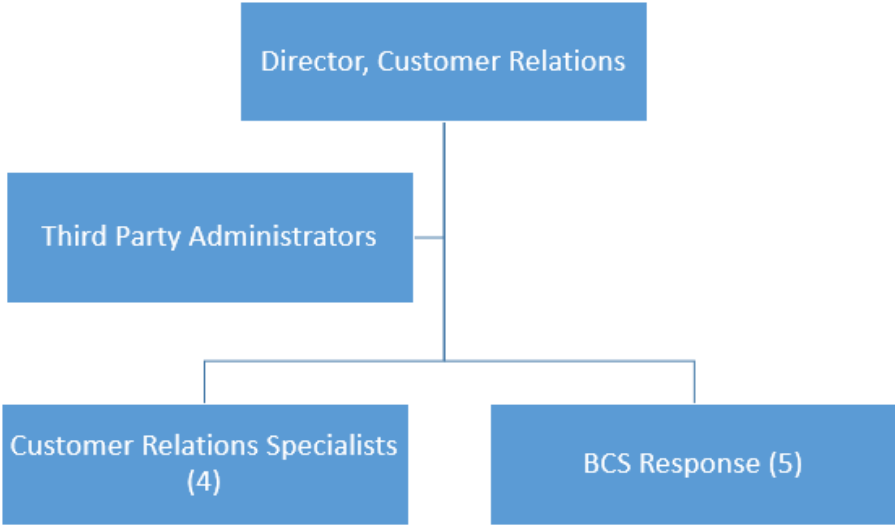 Director, Customer Relations
Third Party Administrators
Customer Relations Specialists
(4)
BCS Response (5)